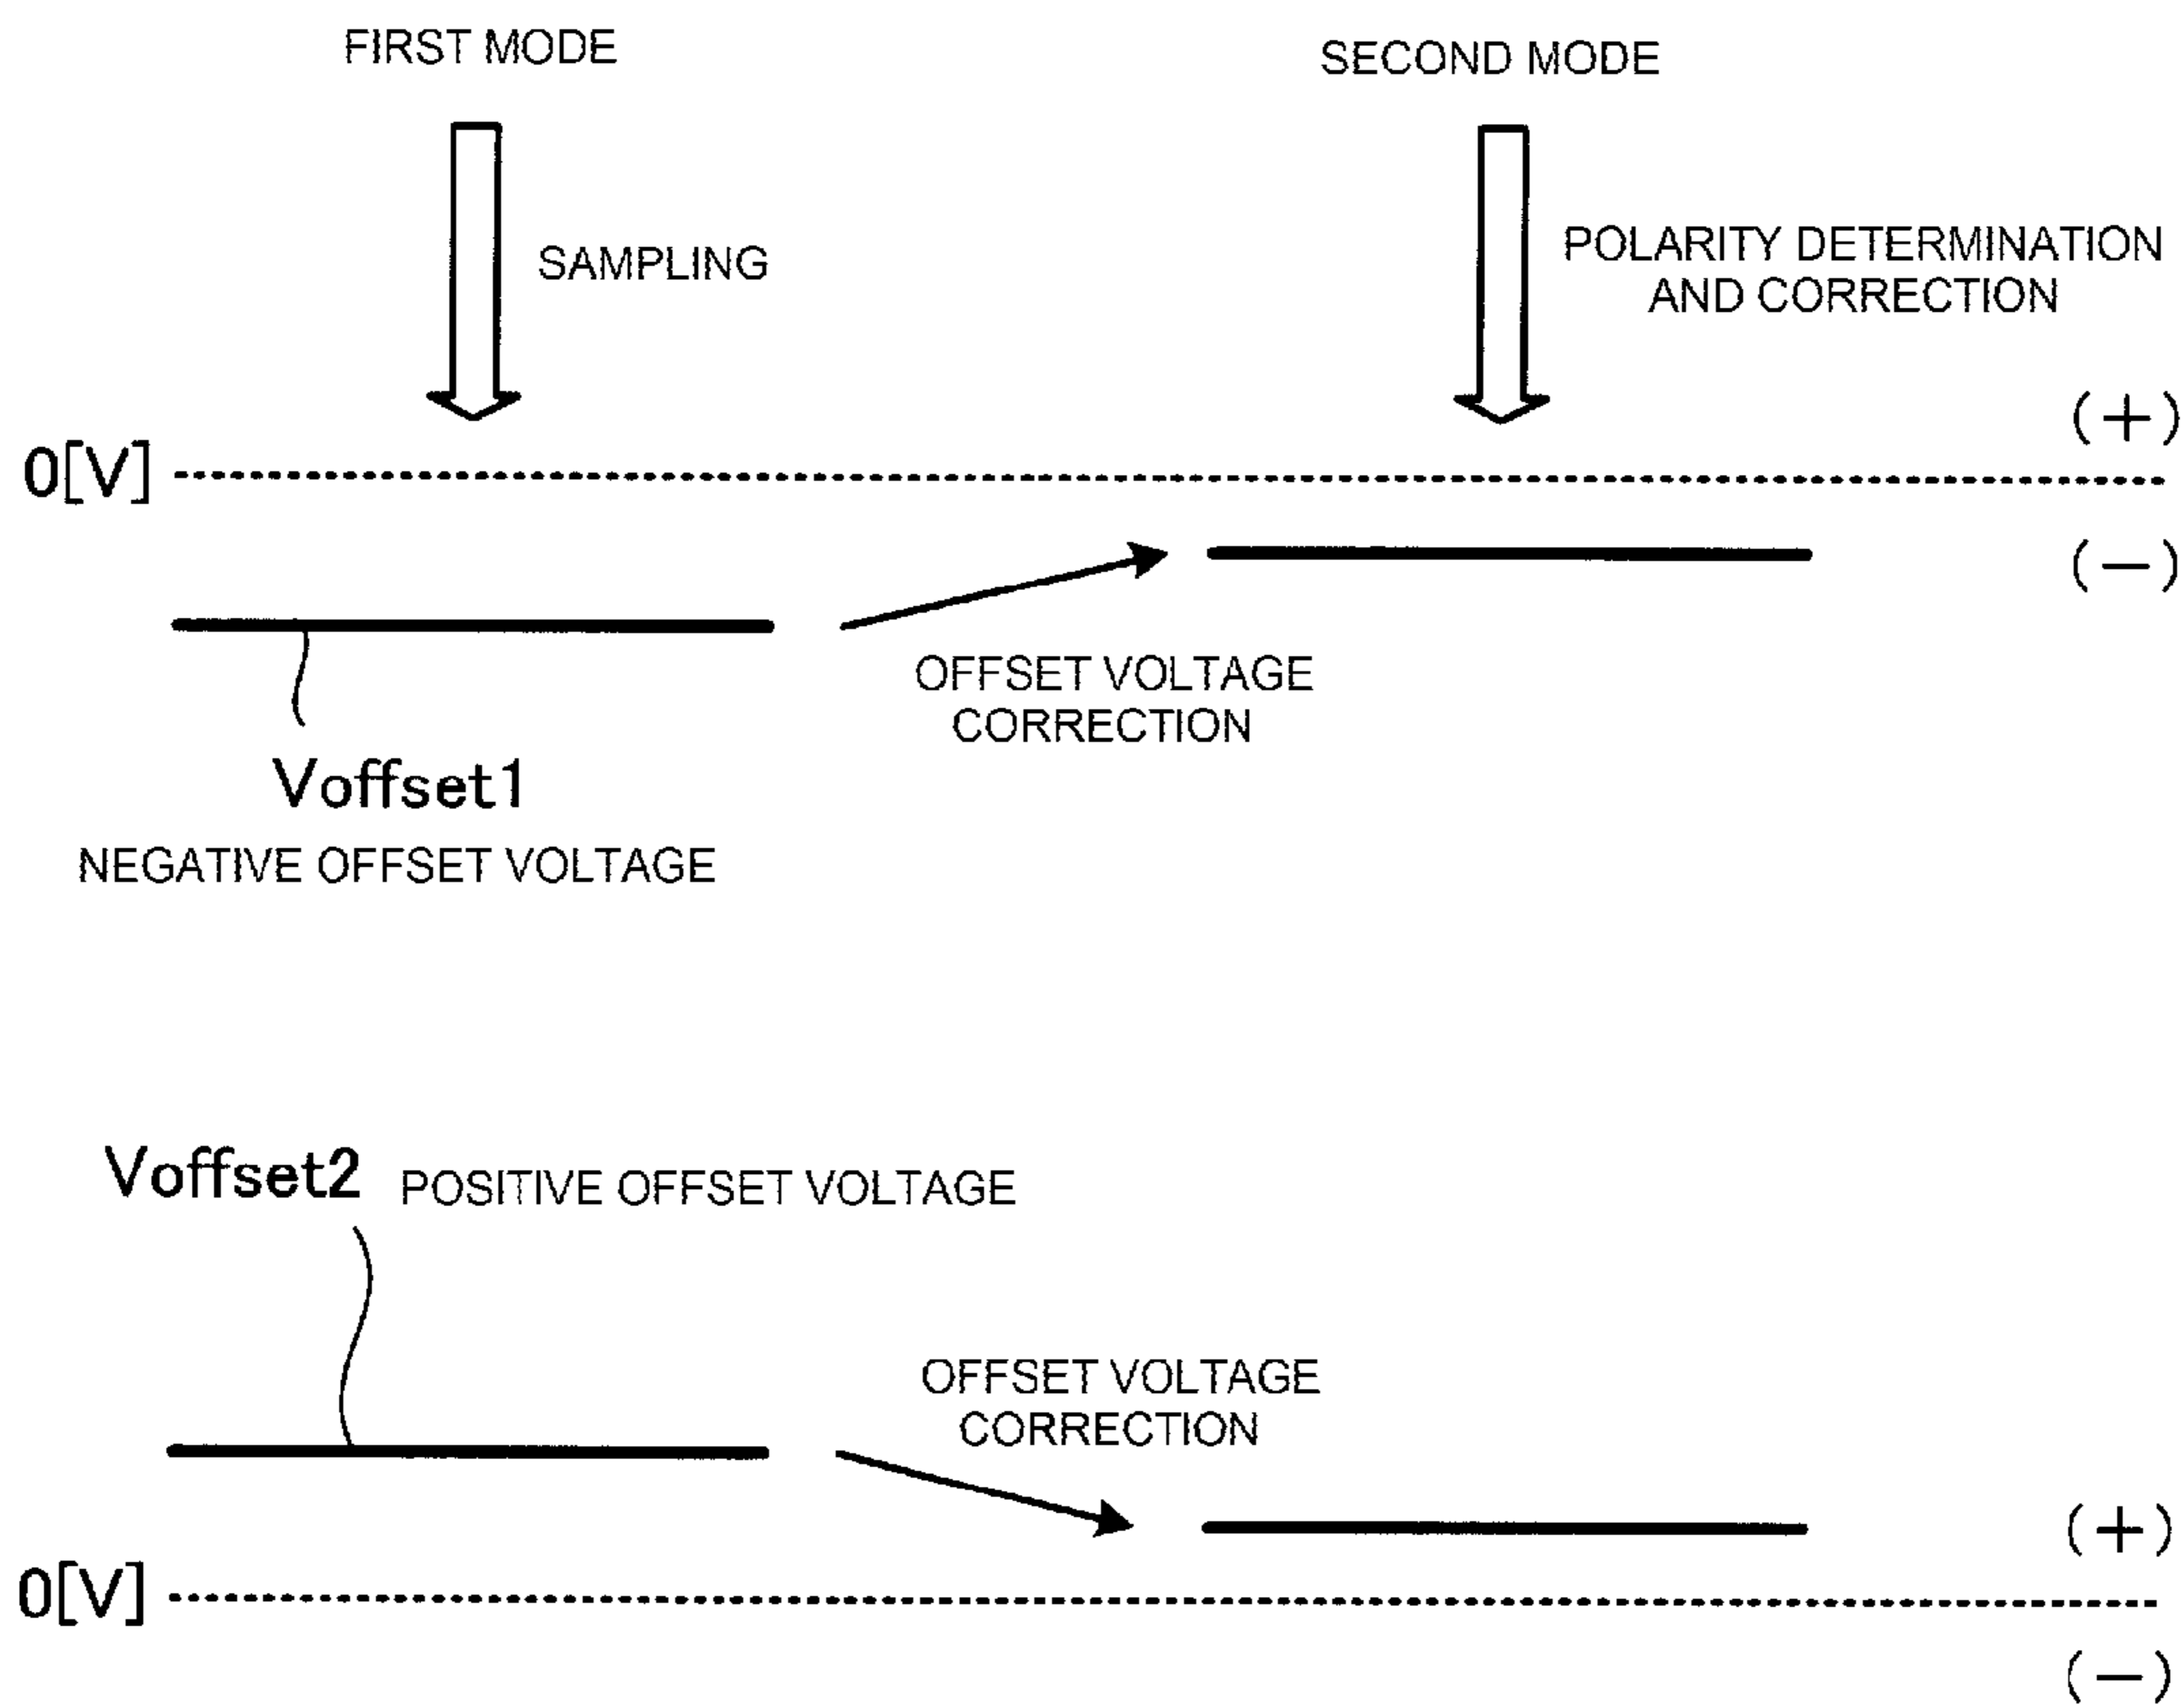 FIRST MODE
SECOND MODE
SAMPLING
POLARITY DETERMINATION
AND CORRECTION
(+)
0[V]
(−)
OFFSET VOLTAGE
CORRECTION
Voffset1
NEGATIVE OFFSET VOLTAGE
Voffset2 POSITIVE OFFSET VOLTAGE
OFFSET VOLTAGE
CORRECTION
(+)
0[V]
(−)